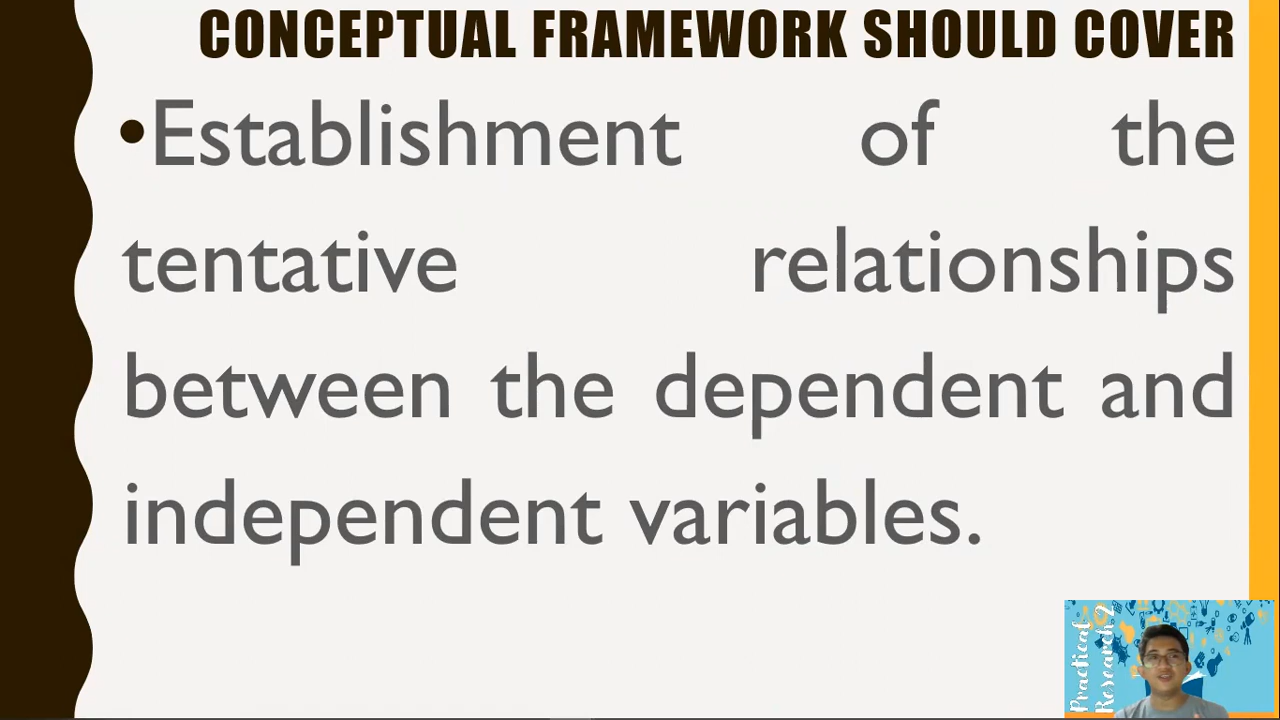 CONCEPTUAL FRAMEWORK SHOULD COVER
•Establishment of the
tentative relationships
between the dependent and
independent variables.
Practical
Research 2